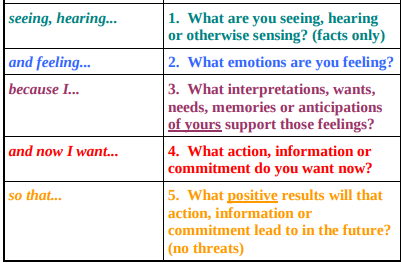 seeing, hearing...
1. What are you seeing, hearing
or otherwise sensing? (facts only)
and feeling...
2. What emotions are you feeling?
because I...
3. What interpretations, wants,
needs, memories or anticipations
of yours support those feelings?
and now I want...
4. What action, information or
commitment do you want now?
so that...
5. What positive results will that
action, information or
commitment lead to in the future?
(no threats)